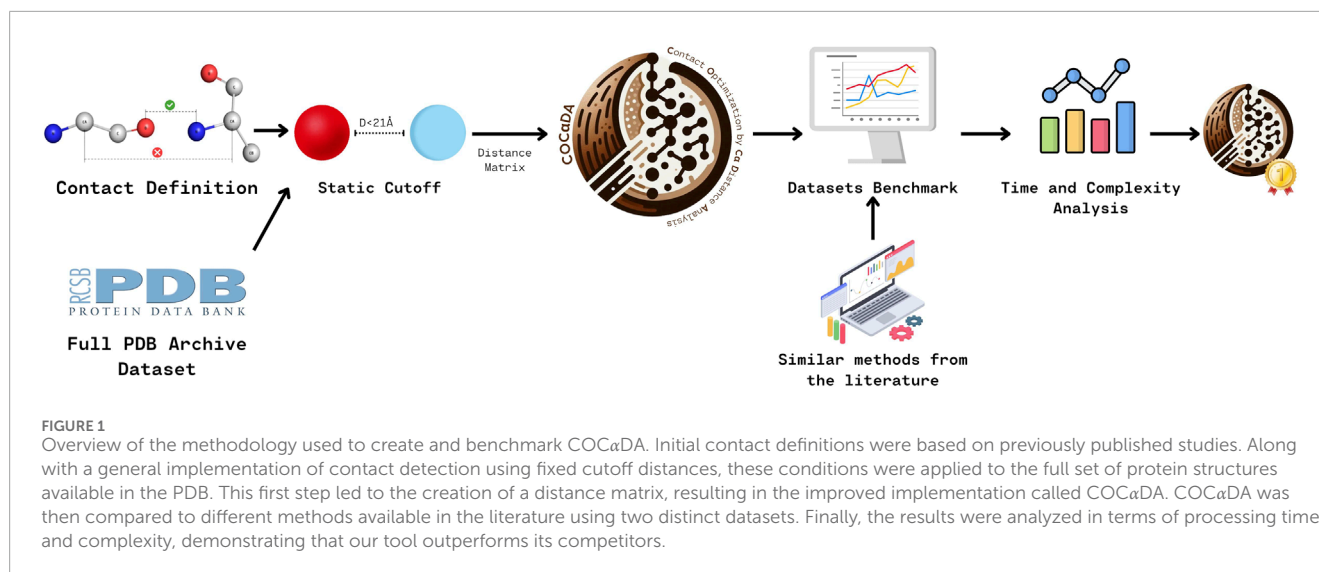 Contact Definition
D<21Å
Static Cutoff
Distance
Matrix
COCαDA
Contact Optimization by Cα Distance Analysis
Datasets Benchmark
Time and Complexity
Analysis
1
RCSB
PDB
PROTEIN DATA BANK
Full PDB Archive
Dataset
Similar methods from
the literature
FIGURE 1
Overview of the methodology used to create and benchmark COCαDA. Initial contact definitions were based on previously published studies. Along
with a general implementation of contact detection using fixed cutoff distances, these conditions were applied to the full set of protein structures
available in the PDB. This first step led to the creation of a distance matrix, resulting in the improved implementation called COCαDA. COCαDA was
then compared to different methods available in the literature using two distinct datasets. Finally, the results were analyzed in terms of processing time
and complexity, demonstrating that our tool outperforms its competitors.